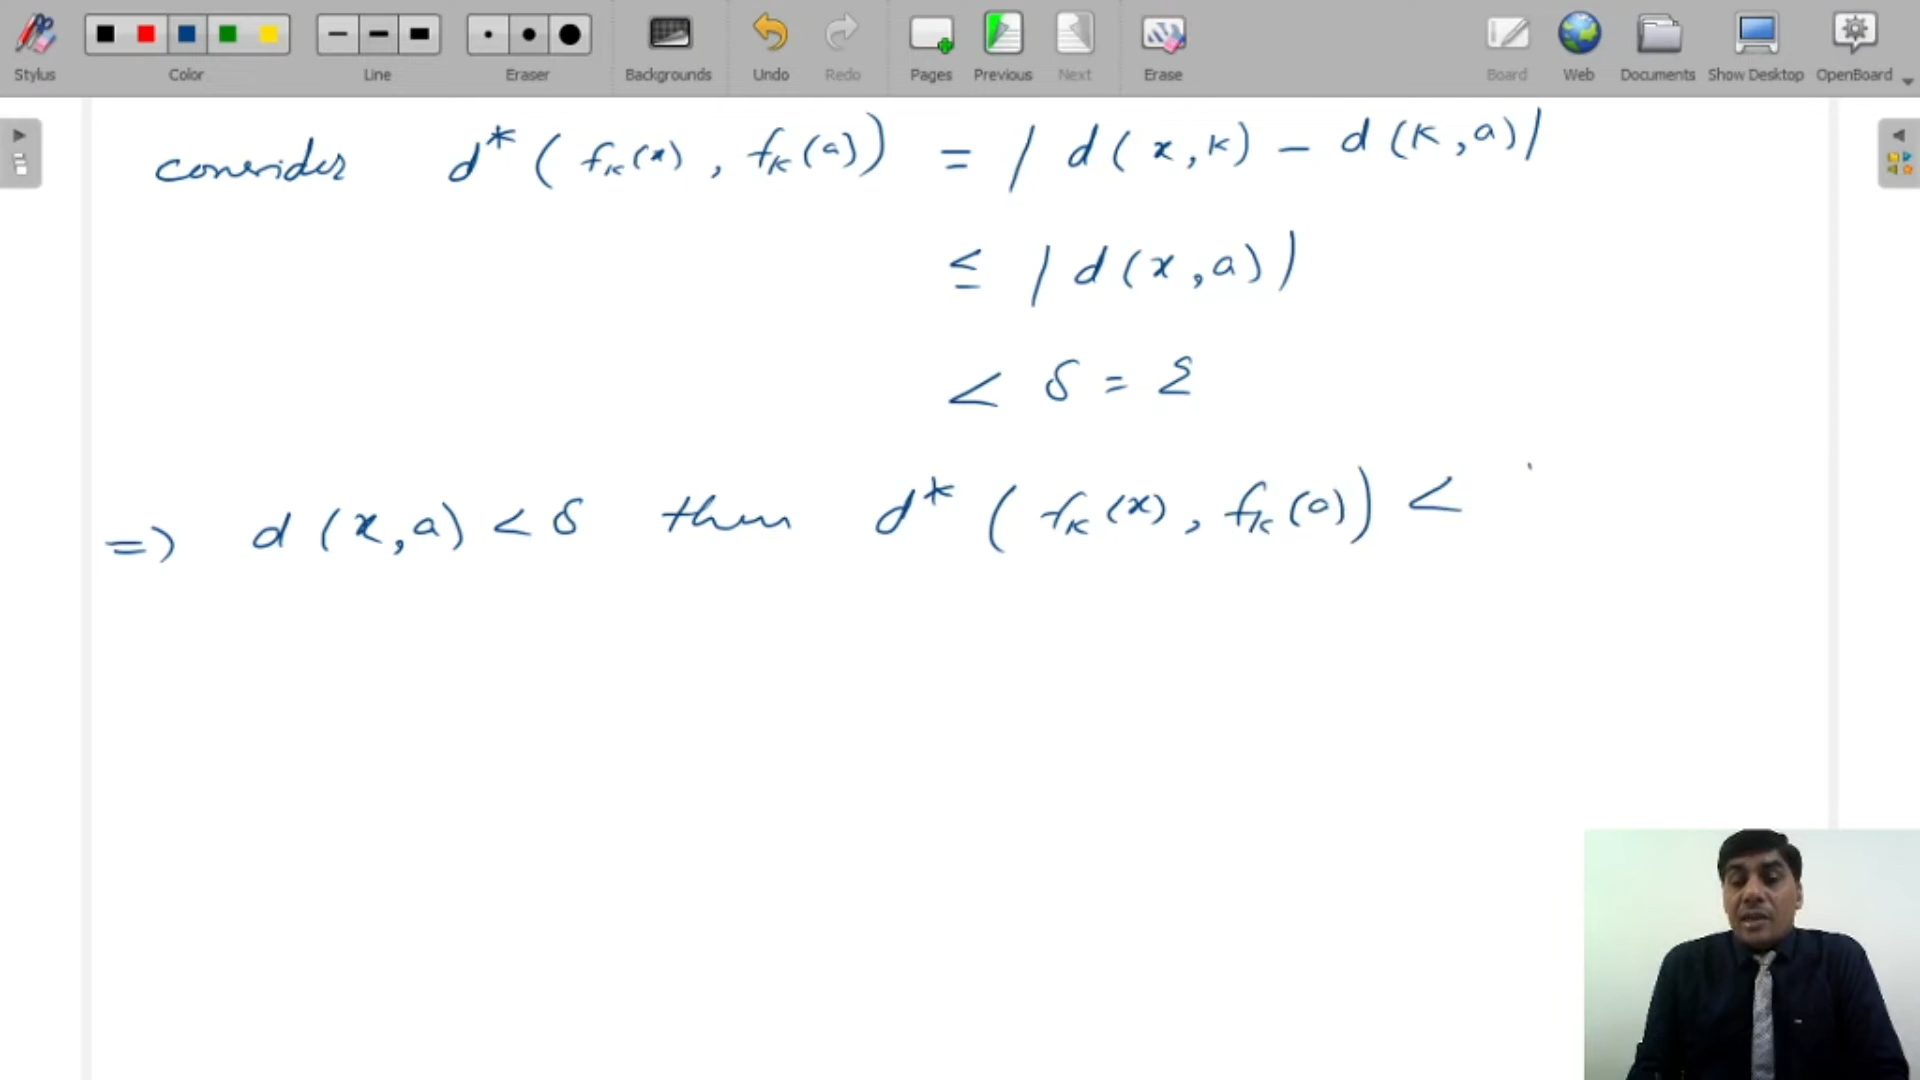 Stylus Color Line Eraser Backgrounds Undo Redo Pages Previous Next Erase Board Web Documents Show Desktop OpenBoard
consider d* ( fₖ(x) , fₖ(a) ) = | d( x , k ) - d( k , a ) |
≤ | d( x , a ) |
< δ = ε
=> d ( x , a ) < δ then d* ( fₖ(x) , fₖ(a) ) <